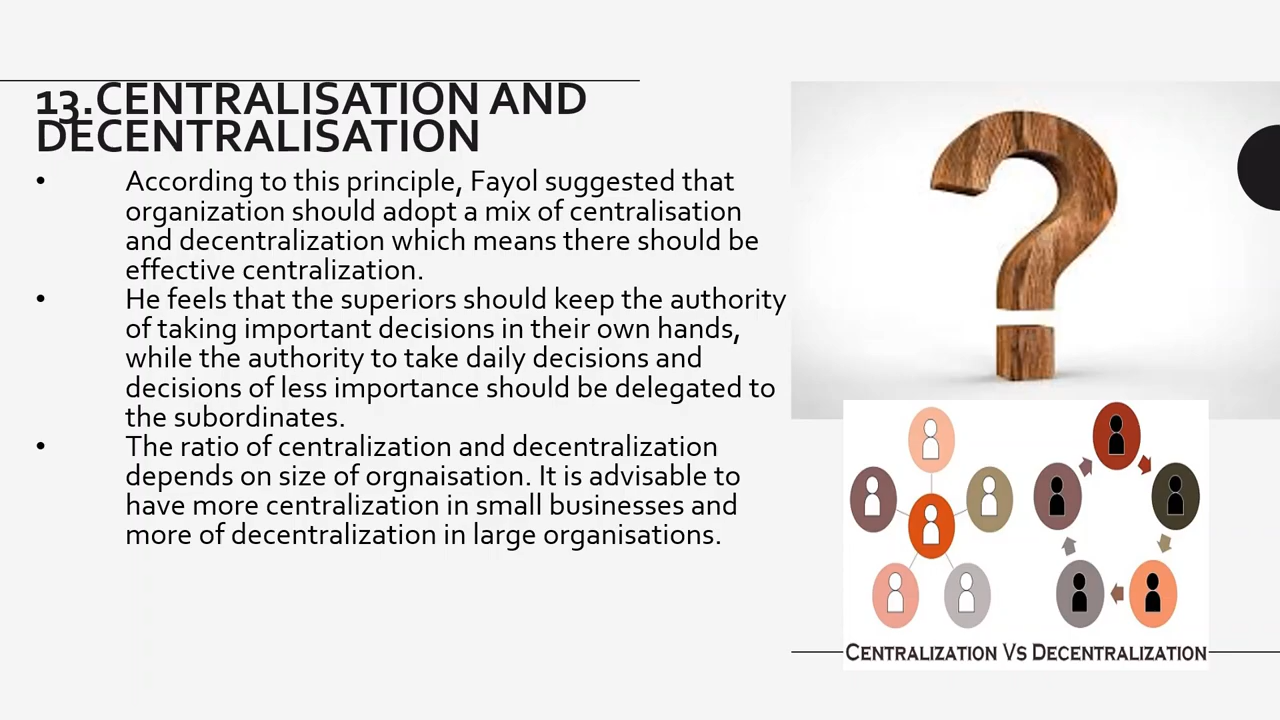 13.CENTRALISATION AND
DECENTRALISATION
• According to this principle, Fayol suggested that
organization should adopt a mix of centralisation
and decentralization which means there should be
effective centralization.
• He feels that the superiors should keep the authority
of taking important decisions in their own hands,
while the authority to take daily decisions and
decisions of less importance should be delegated to
the subordinates.
• The ratio of centralization and decentralization
depends on size of orgnaisation. It is advisable to
have more centralization in small businesses and
more of decentralization in large organisations.
CENTRALIZATION VS DECENTRALIZATION